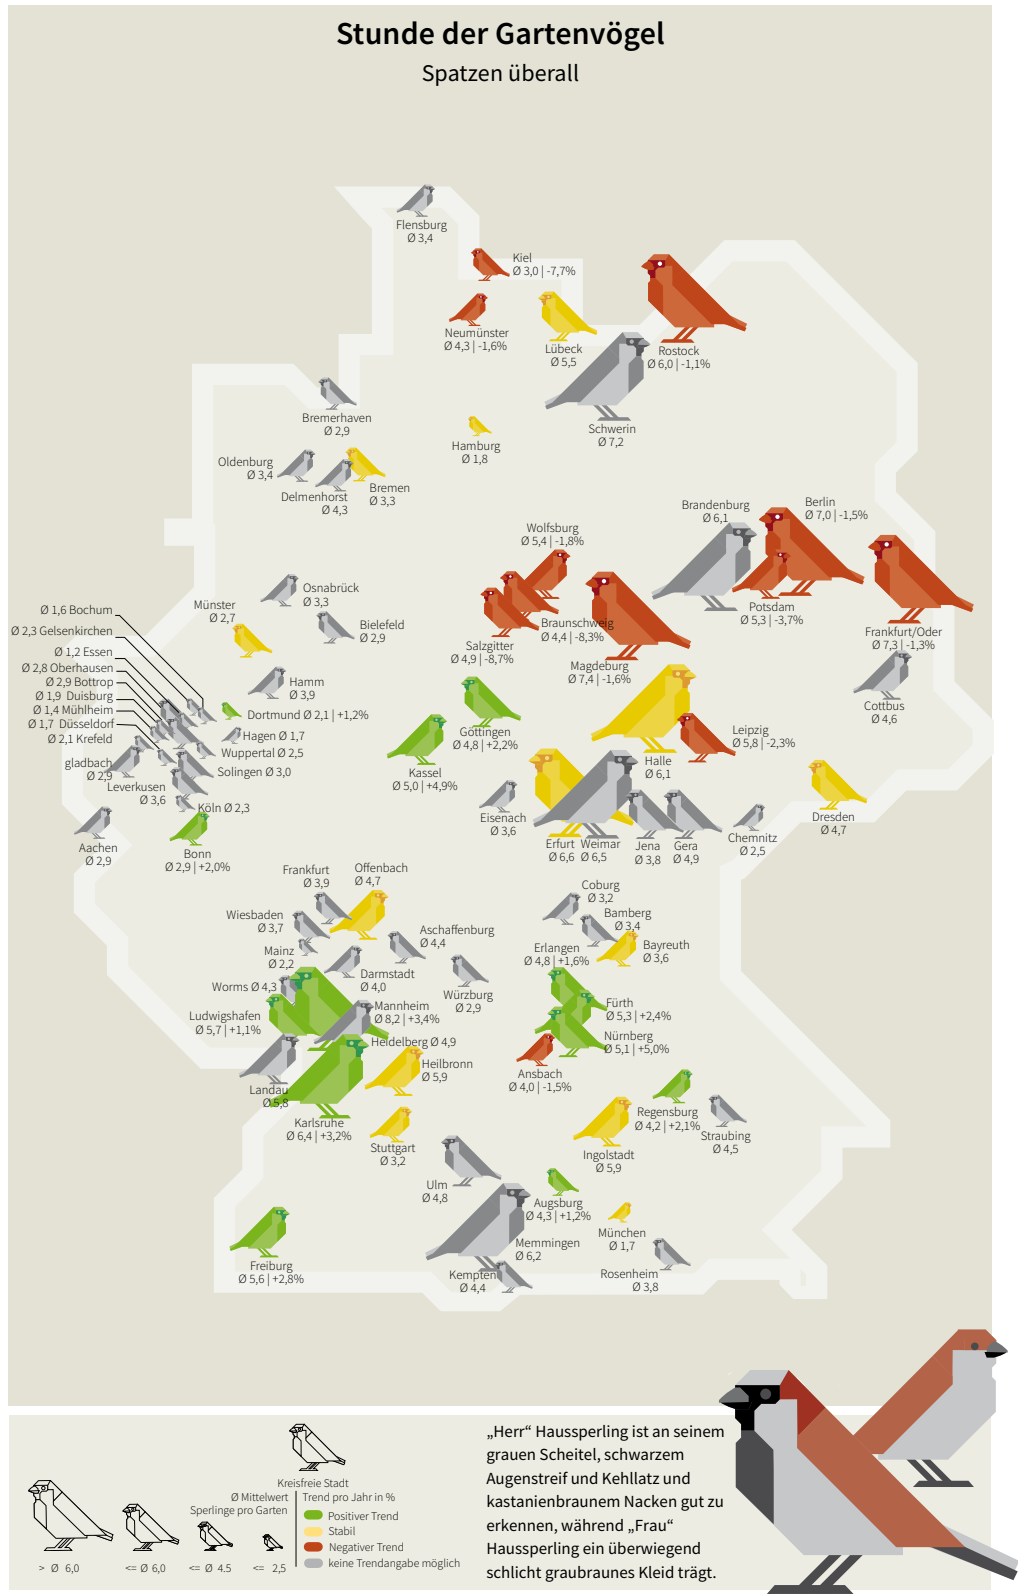 Stunde der Gartenvögel
Spatzen überall
Flensburg
Ø 3,4
Kiel
Ø 3,0 | -7,7%
Neumünster
Ø 4,3 | -1,6%
Lübeck
Ø 5,5
Rostock
Ø 6,0 | -1,1%
Schwerin
Ø 7,2
Bremerhaven
Ø 2,9
Hamburg
Ø 1,8
Oldenburg
Ø 3,4
Delmenhorst
Ø 4,3
Bremen
Ø 3,3
Wolfsburg
Ø 5,4 | -1,8%
Brandenburg
Ø 6,1
Berlin
Ø 7,0 | -1,5%
Potsdam
Ø 5,3 | -3,7%
Frankfurt/Oder
Ø 7,3 | -1,3%
Osnabrück
Ø 3,3
Münster
Ø 2,7
Bielefeld
Ø 2,9
Braunschweig
Ø 4,4 | -8,3%
Salzgitter
Ø 4,9 | -8,7%
Magdeburg
Ø 7,4 | -1,6%
Cottbus
Ø 4,6
Ø 1,6 Bochum
Ø 2,3 Gelsenkirchen
Ø 1,2 Essen
Ø 2,8 Oberhausen
Ø 2,9 Bottrop
Ø 1,9 Duisburg
Ø 1,4 Mühlheim
Ø 1,7 Düsseldorf
Ø 2,1 Krefeld
gladbach
Ø 2,9
Leverkusen
Ø 3,6
Hamm
Ø 3,9
Dortmund Ø 2,1 | +1,2%
Hagen Ø 1,7
Wuppertal Ø 2,5
Solingen Ø 3,0
Köln Ø 2,3
Aachen
Ø 2,9
Bonn
Ø 2,9 | +2,0%
Göttingen
Ø 4,8 | +2,2%
Kassel
Ø 5,0 | +4,9%
Halle
Ø 6,1
Leipzig
Ø 5,8 | -2,3%
Eisenach
Ø 3,6
Erfurt
Ø 6,6
Weimar
Ø 6,5
Jena
Ø 3,8
Gera
Ø 4,9
Chemnitz
Ø 2,5
Dresden
Ø 4,7
Frankfurt
Ø 3,9
Offenbach
Ø 4,7
Wiesbaden
Ø 3,7
Mainz
Ø 2,2
Aschaffenburg
Ø 4,4
Darmstadt
Ø 4,0
Würzburg
Ø 2,9
Coburg
Ø 3,2
Bamberg
Ø 3,4
Bayreuth
Ø 3,6
Erlangen
Ø 4,8 | +1,6%
Worms Ø 4,3
Ludwigshafen
Ø 5,7 | +1,1%
Mannheim
Ø 8,2 | +3,4%
Heidelberg Ø 4,9
Heilbronn
Ø 5,9
Fürth
Ø 5,3 | +2,4%
Nürnberg
Ø 5,1 | +5,0%
Ansbach
Ø 4,0 | -1,5%
Landau
Ø 5,8
Karlsruhe
Ø 6,4 | +3,2%
Stuttgart
Ø 3,2
Regensburg
Ø 4,2 | +2,1%
Straubing
Ø 4,5
Ingolstadt
Ø 5,9
Ulm
Ø 4,8
Augsburg
Ø 4,3 | +1,2%
München
Ø 1,7
Memmingen
Ø 6,2
Kempten
Ø 4,4
Rosenheim
Ø 3,8
Freiburg
Ø 5,6 | +2,8%
Kreisfreie Stadt
Ø Mittelwert
Sperlinge pro Garten
Trend pro Jahr in %
Positiver Trend
Stabil
Negativer Trend
keine Trendangabe möglich
> Ø 6,0
<= Ø 6,0
<= Ø 4.5
<= 2,5
„Herr“ Haussperling ist an seinem
grauen Scheitel, schwarzem
Augenstreif und Kehllatz und
kastanienbraunem Nacken gut zu
erkennen, während „Frau“
Haussperling ein überwiegend
schlicht graubraunes Kleid trägt.